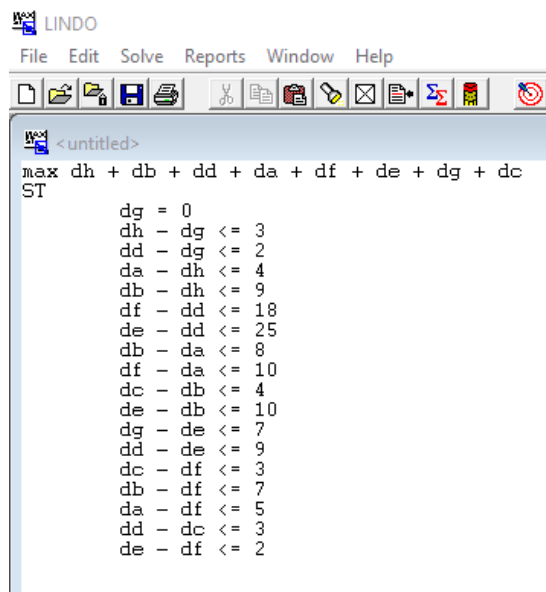 LINDO
File Edit Solve Reports Window Help
<untitled>
max dh + db + dd + da + df + de + dg + dc
ST
dg = 0
dh - dg <= 3
dd - dg <= 2
da - dh <= 4
db - dh <= 9
df - dd <= 18
de - dd <= 25
db - da <= 8
df - da <= 10
dc - db <= 4
de - db <= 10
dg - de <= 7
dd - de <= 9
dc - df <= 3
db - df <= 7
da - df <= 5
dd - dc <= 3
de - df <= 2